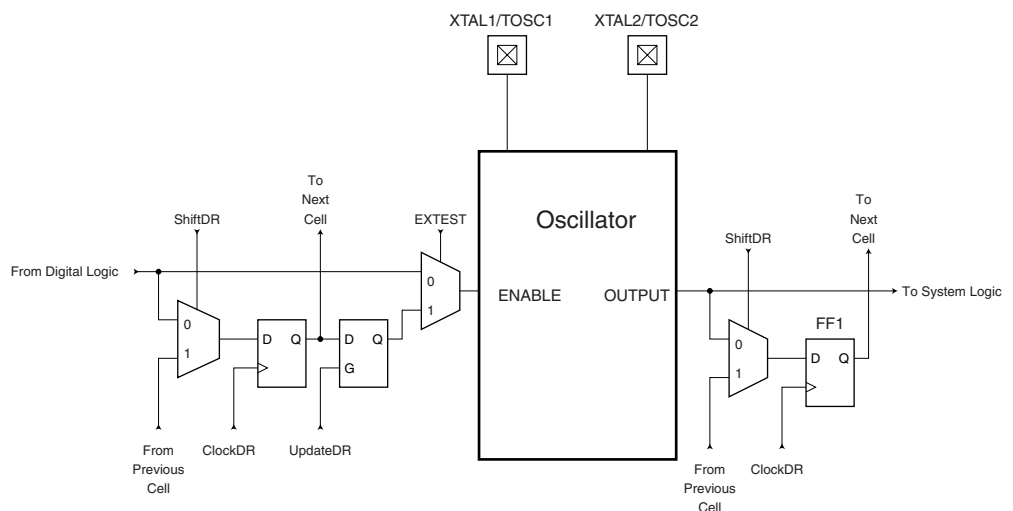 XTAL1/TOSC1
XTAL2/TOSC2
To
Next
Cell
ShiftDR
EXTEST
From Digital Logic
0
1
D
Q
D
Q
G
0
1
From
Previous
Cell
ClockDR
UpdateDR
Oscillator
ENABLE
OUTPUT
To
Next
Cell
ShiftDR
To System Logic
FF1
0
1
D
Q
From
Previous
Cell
ClockDR